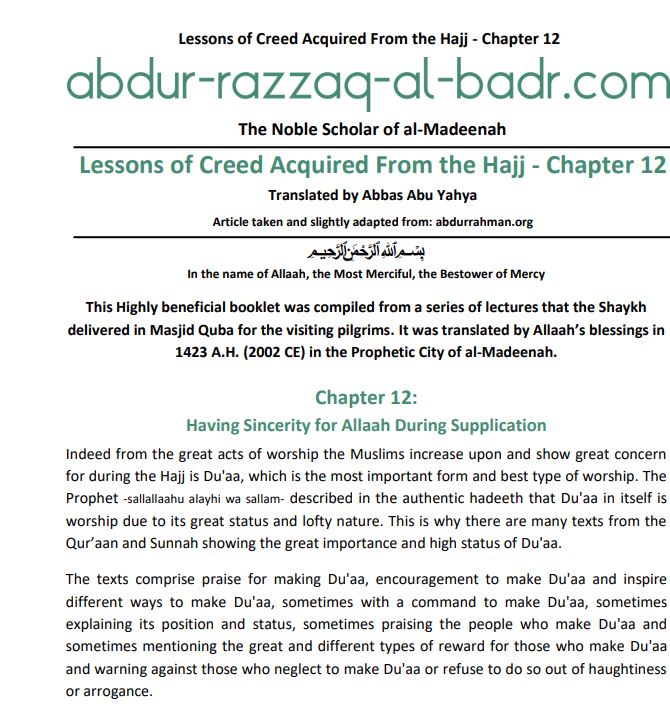 Lessons of Creed Acquired From the Hajj - Chapter 12
abdur-razzaq-al-badr.com
The Noble Scholar of al-Madeenah
Lessons of Creed Acquired From the Hajj - Chapter 12
Translated by Abbas Abu Yahya
Article taken and slightly adapted from: abdurrahman.org
بِسْمِ اللَّهِ الرَّحْمَٰنِ الرَّحِيمِ
In the name of Allaah, the Most Merciful, the Bestower of Mercy
This Highly beneficial booklet was compiled from a series of lectures that the Shaykh
delivered in Masjid Quba for the visiting pilgrims. It was translated by Allaah’s blessings in
1423 A.H. (2002 CE) in the Prophetic City of al-Madeenah.
Chapter 12:
Having Sincerity for Allaah During Supplication
Indeed from the great acts of worship the Muslims increase upon and show great concern
for during the Hajj is Du'aa, which is the most important form and best type of worship. The
Prophet -sallallaahu alayhi wa sallam- described in the authentic hadeeth that Du'aa in itself is
worship due to its great status and lofty nature. This is why there are many texts from the
Qur’aan and Sunnah showing the great importance and high status of Du'aa.
The texts comprise praise for making Du'aa, encouragement to make Du'aa and inspire
different ways to make Du'aa, sometimes with a command to make Du'aa, sometimes
explaining its position and status, sometimes praising the people who make Du'aa and
sometimes mentioning the great and different types of reward for those who make Du'aa
and warning against those who neglect to make Du'aa or refuse to do so out of haughtiness
or arrogance.